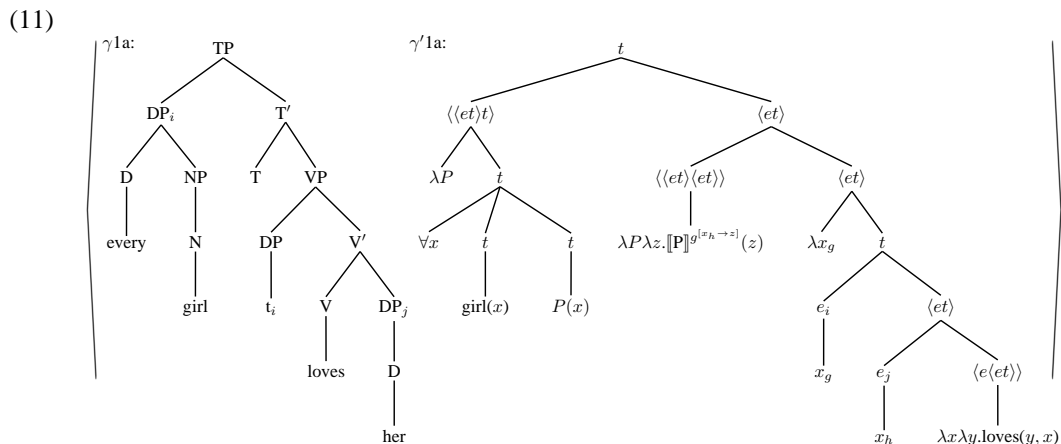 (11)
γ1a: TP γ′1a: t
DP_i T′ ⟨⟨et⟩t⟩ ⟨et⟩
D NP T VP λP t ⟨⟨et⟩⟨et⟩⟩ ⟨et⟩
every N DP V′ ∀x t t λPλz.⟦P⟧^{g^{[x_h→z]}}(z) λx_g t
girl t_i V DP_j girl(x) P(x) e_i ⟨et⟩
loves D x_g e_j ⟨e⟨et⟩⟩
her x_h λxλy.loves(y, x)